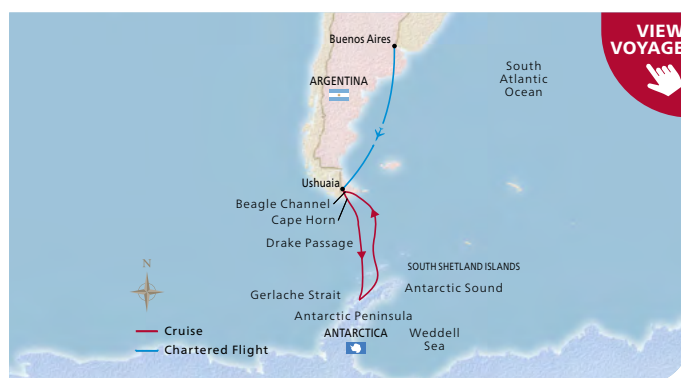 VIEW
VOYAGE
Buenos Aires
South
Atlantic
Ocean
ARGENTINA
Ushuaia
Beagle Channel
Cape Horn
Drake Passage
N
SOUTH SHETLAND ISLANDS
Gerlache Strait
Antarctic Sound
Antarctic Peninsula
Cruise
ANTARCTICA
Weddell
Sea
Chartered Flight